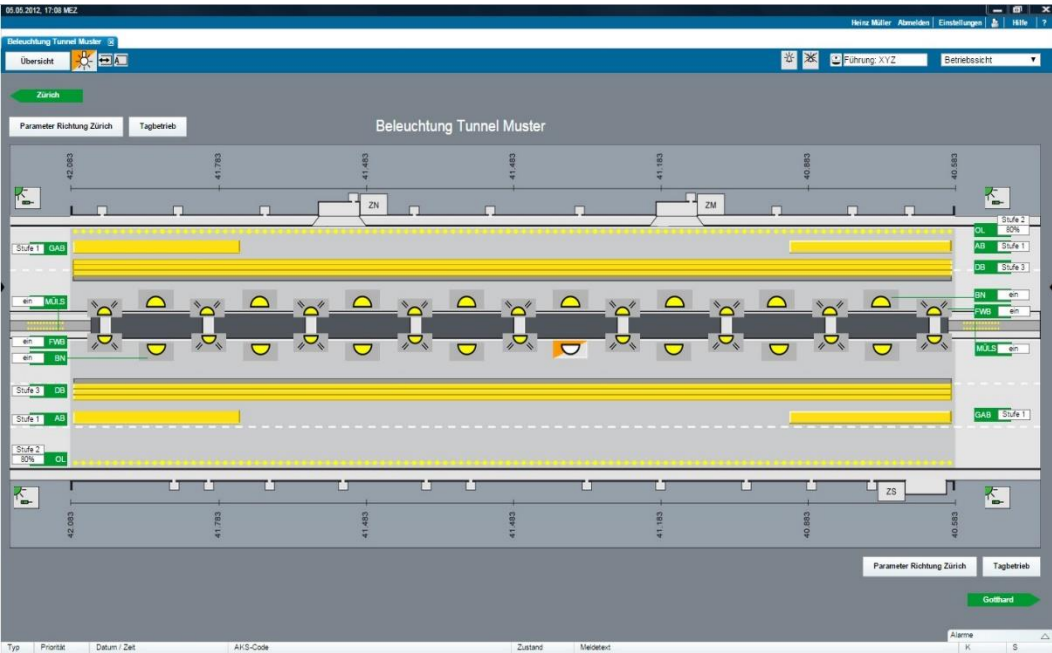 05.05.2012, 17:08 MEZ
Heinz Müller Abmelden Einstellungen Hilfe ?
Beleuchtung Tunnel Muster x
Übersicht A Führung: XYZ Betriebssicht
Zürich
Parameter Richtung Zürich Tagbetrieb
Beleuchtung Tunnel Muster
42.083 41.783 41.483 41.483 41.183 40.883 40.583
ZN ZM
Stufe 2
OL 80%
Stufe 1 GAB AB Stufe 1
DB Stufe 3
ein MÜLS BN ein
FWB ein
ein FWB MÜLS ein
ein BN
Stufe 3 DB
Stufe 1 AB GAB Stufe 1
Stufe 2
80% OL
ZS
42.083 41.783 41.483 41.483 41.183 40.883 40.583
Parameter Richtung Zürich Tagbetrieb
Gotthard
Alarme
Typ Priorität Datum / Zeit AKS-Code Zustand Meldetext K S